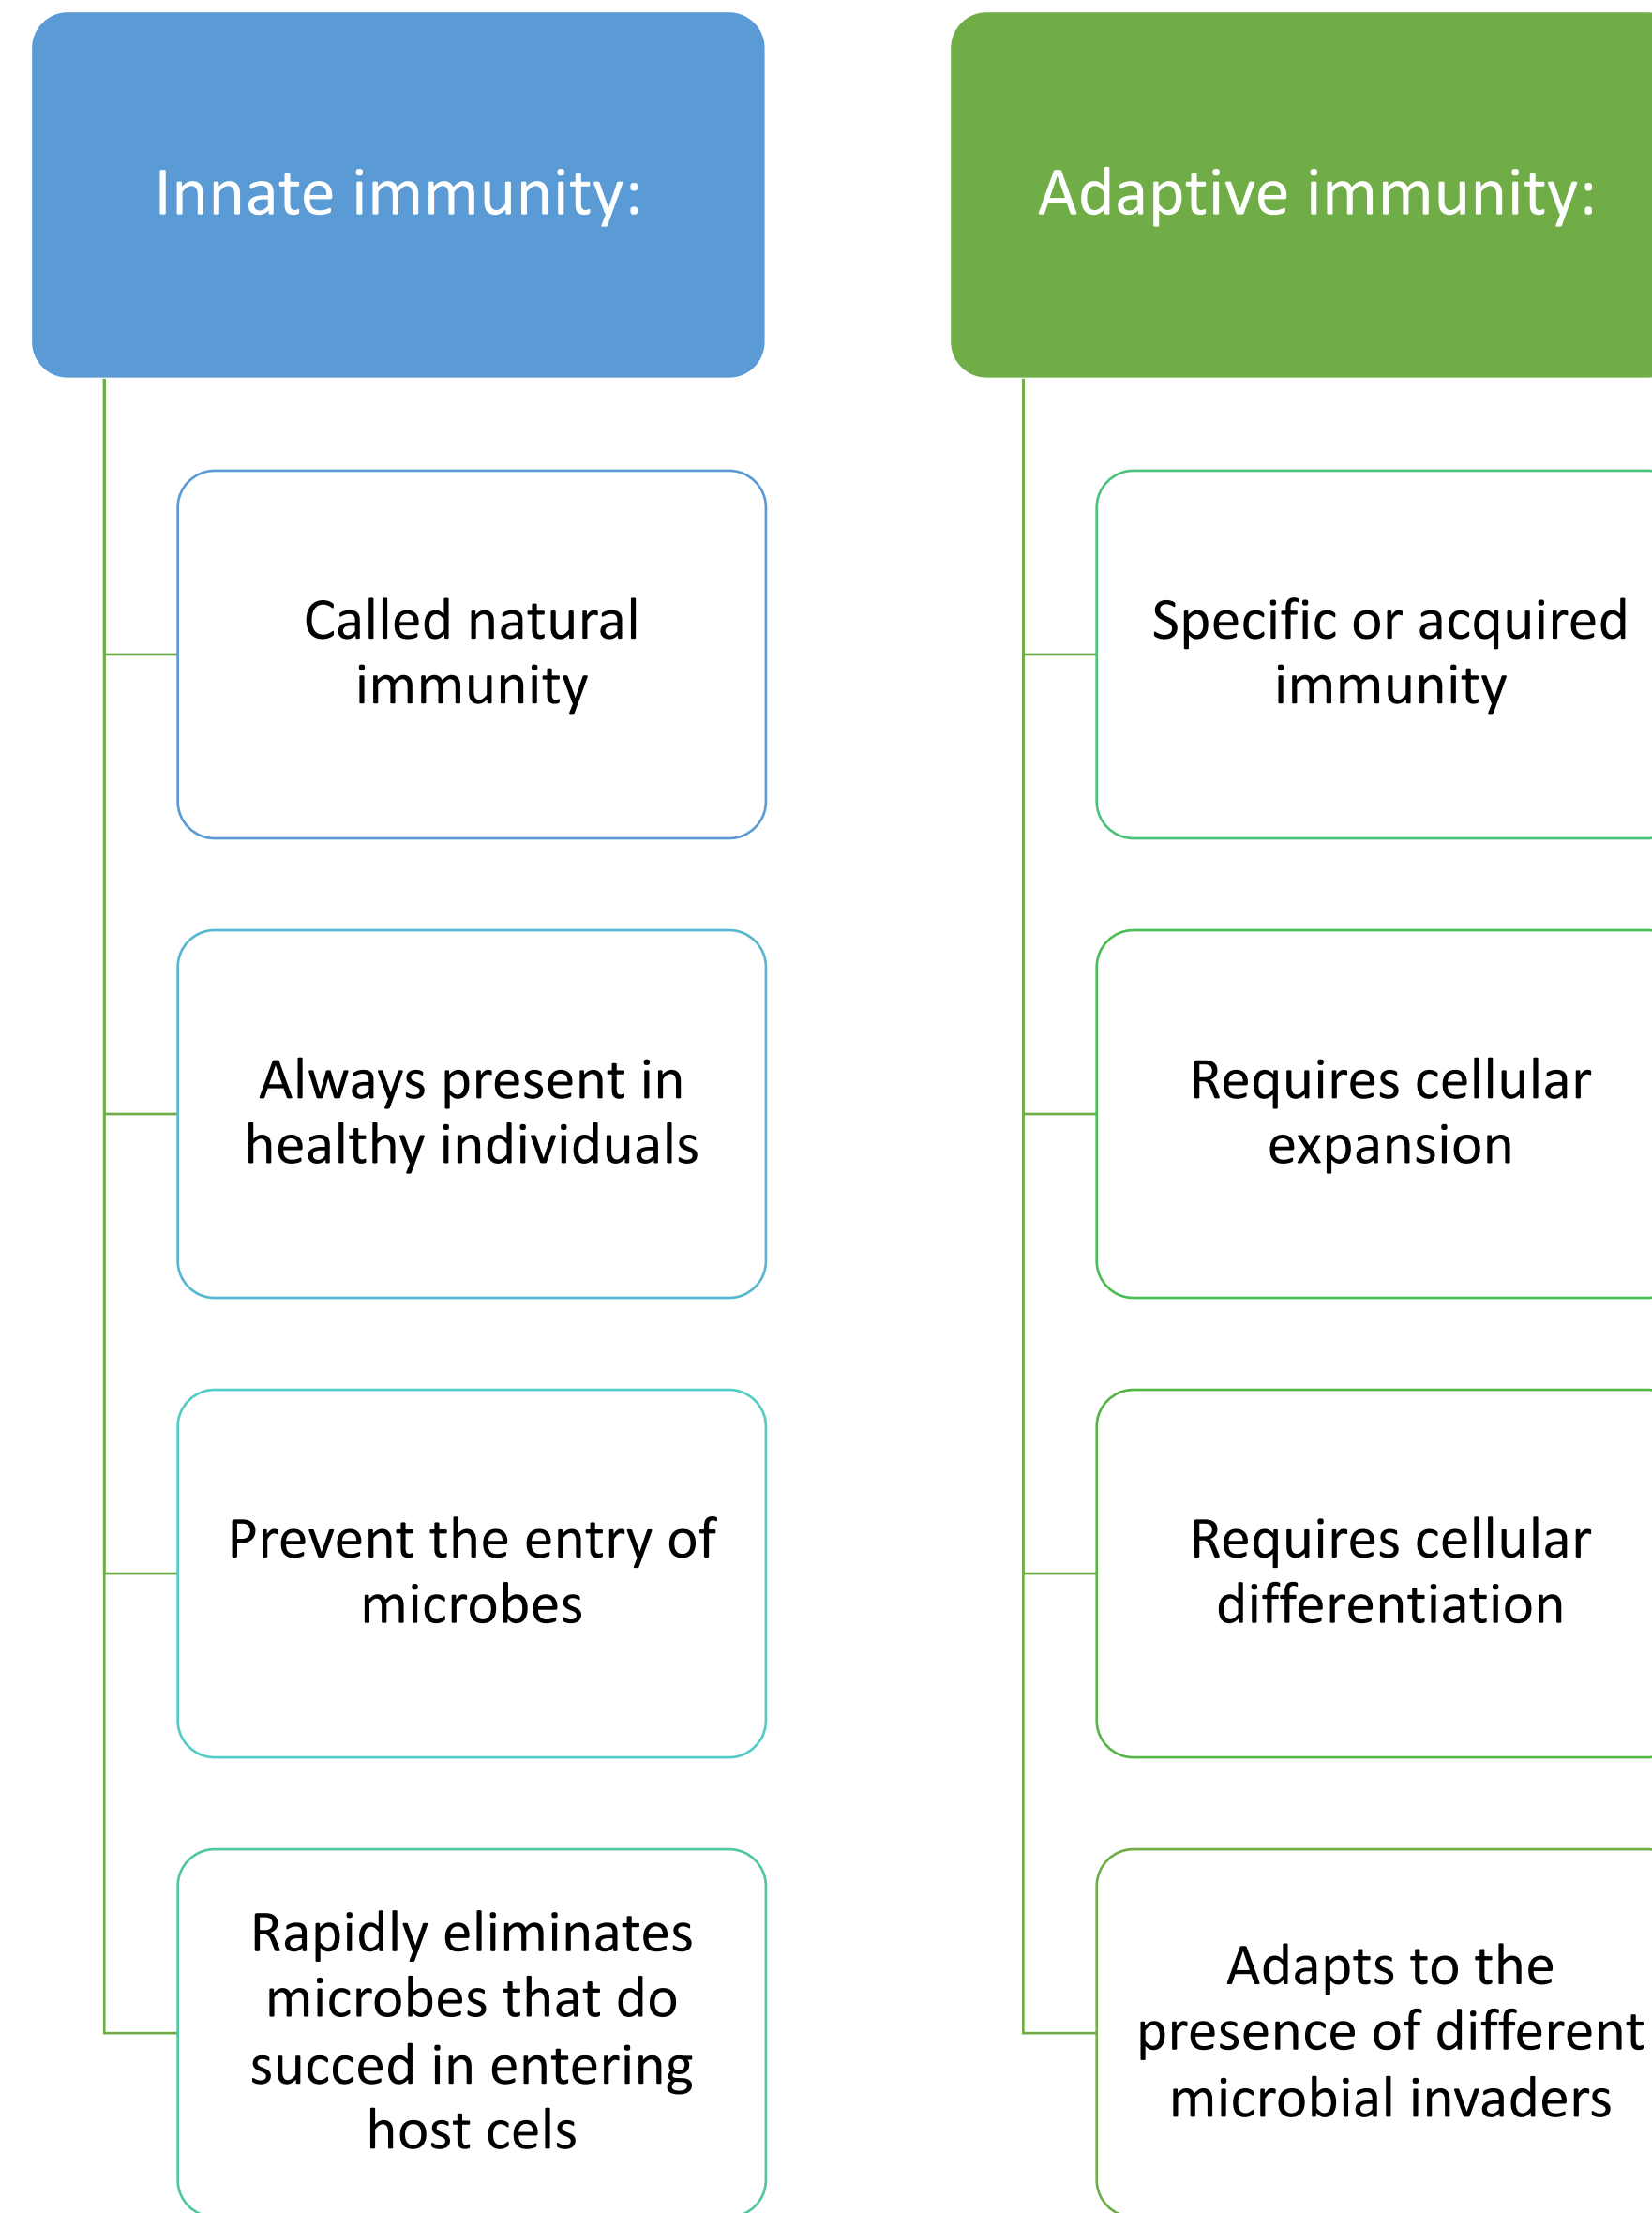 Innate immunity:
Called natural
immunity
Always present in
healthy individuals
Prevent the entry of
microbes
Rapidly eliminates
microbes that do
succed in entering
host cels
Adaptive immunity:
Specific or acquired
immunity
Requires cellular
expansion
Requires cellular
differentiation
Adapts to the
presence of different
microbial invaders